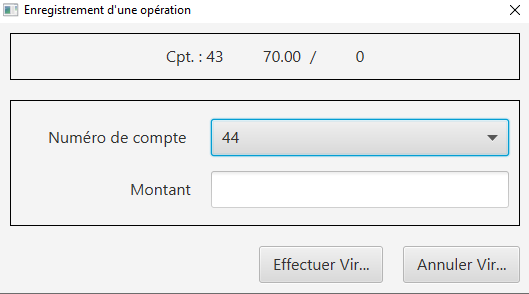 Enregistrement d'une opération
Cpt. : 43 70.00 / 0
Numéro de compte 44
Montant
Effectuer Vir... Annuler Vir...